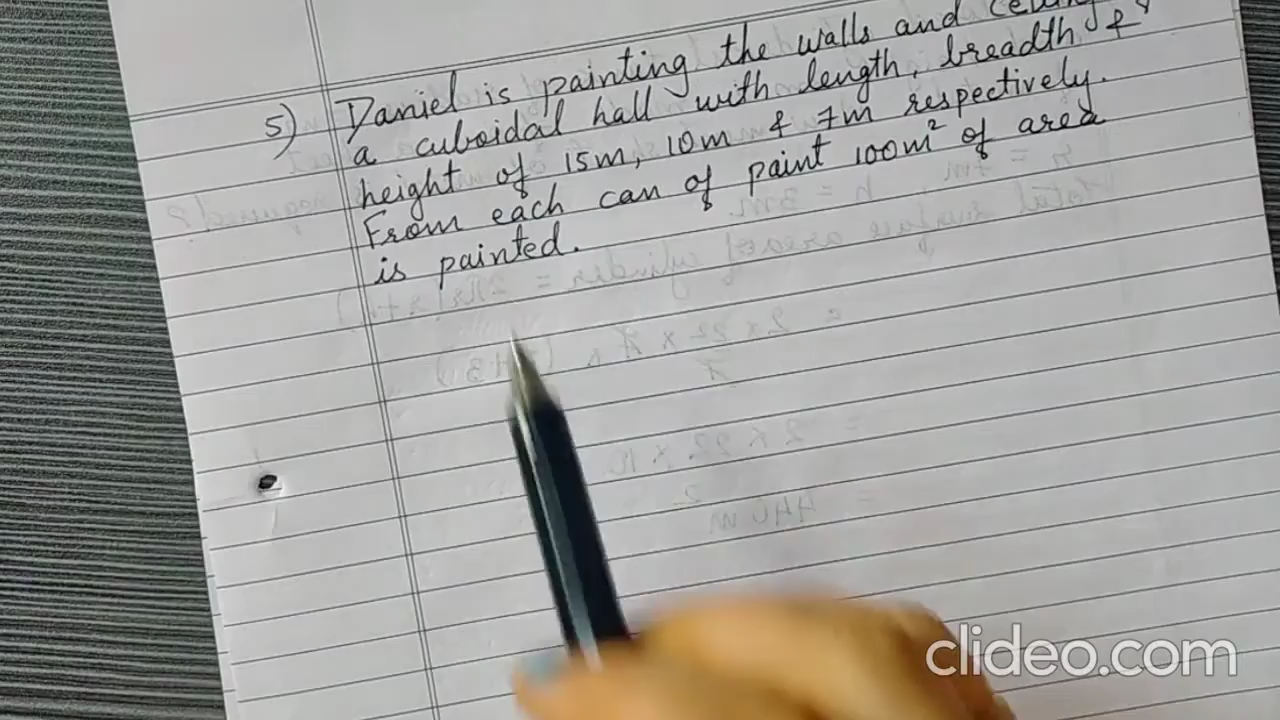 5) Daniel is painting the walls and ceiling of
a cuboidal hall with length, breadth &
height of 15m, 10m & 7m respectively.
From each can of paint 100m² of area
is painted.
clideo.com